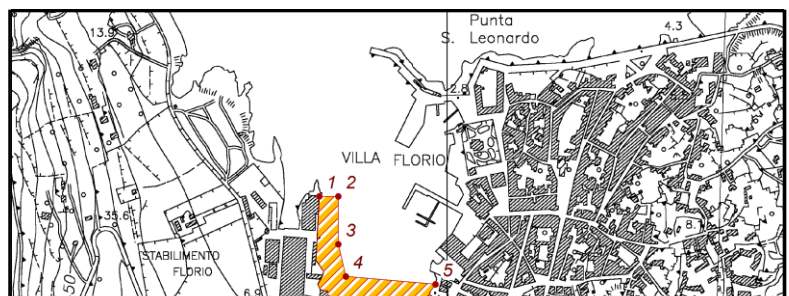 Punta
S. Leonardo
4.3
13.9
2.8
VILLA FLORIO
1 2
3
4
5
35.6
8.
STABILIMENTO
FLORIO
50
6.9